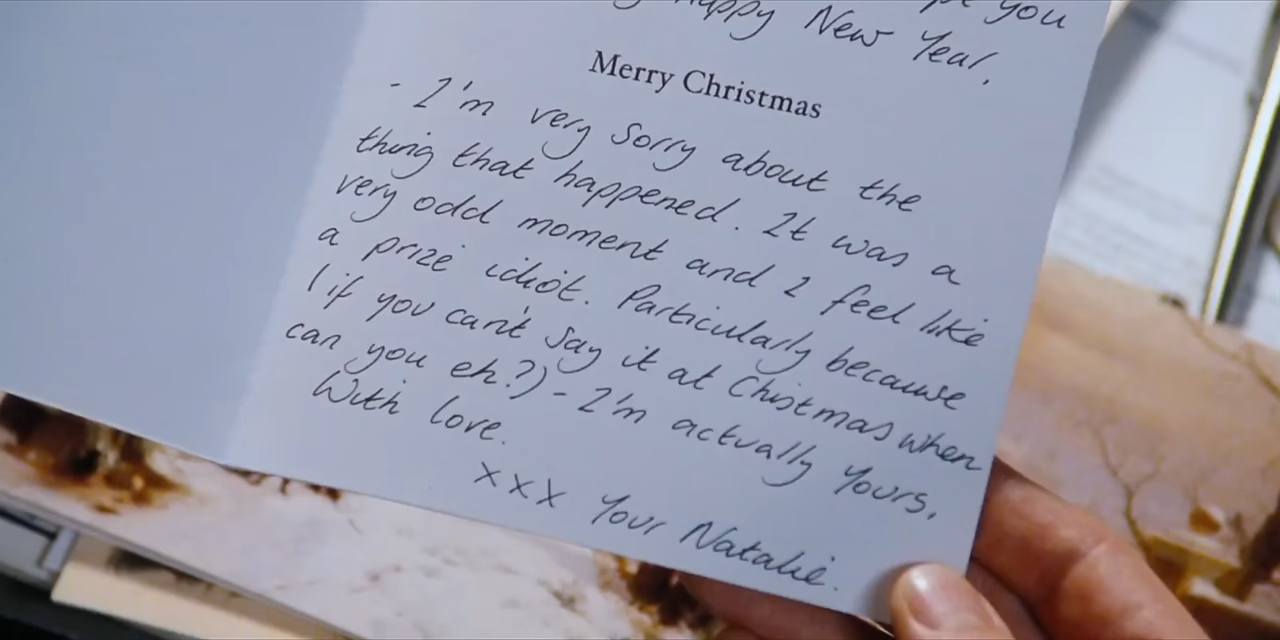 you
Happy New Year.
Merry Christmas
- I'm very sorry about the
thing that happened. It was a
very odd moment and I feel like
a prize idiot. Particularly because
(if you can't say it at Christmas when
can you eh?) - I'm actually yours.
With love.
xxx Your Natalie.